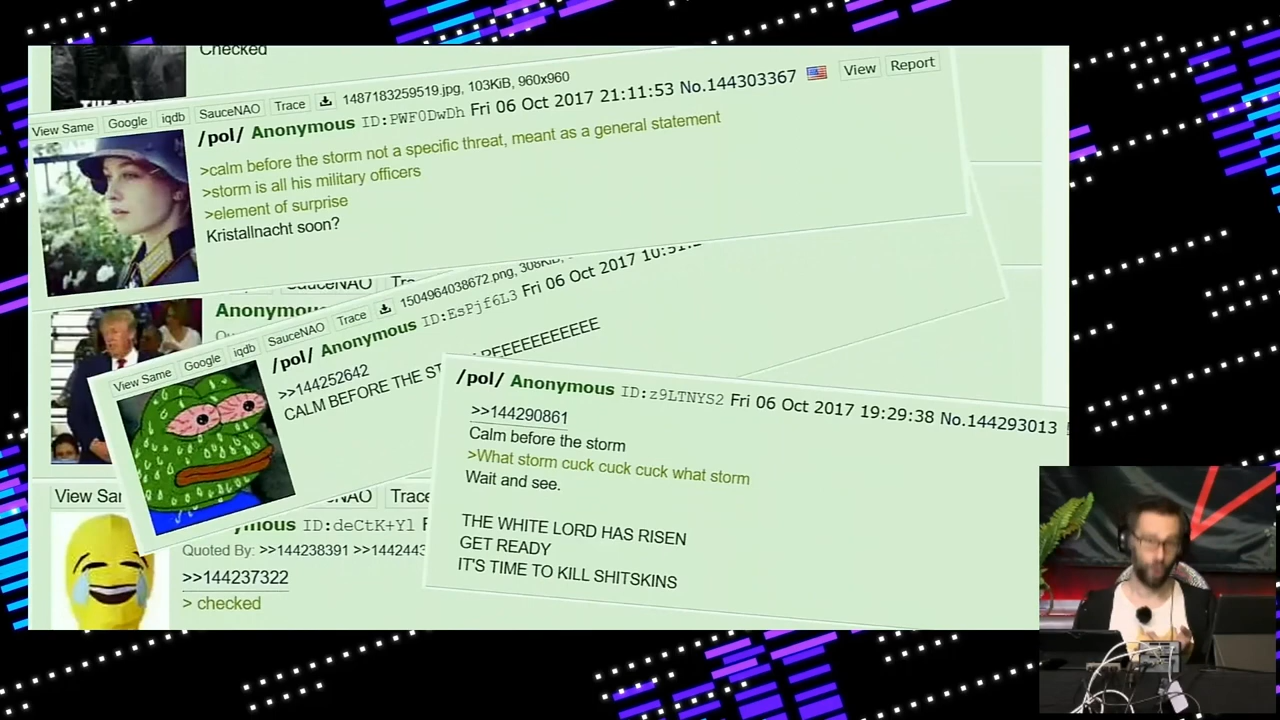 Checked
View Same Google iqdb SauceNAO Trace 1487183259519.jpg, 103KiB, 960x960
/pol/ Anonymous ID:PWF0DwDh Fri 06 Oct 2017 21:11:53 No.144303367 View Report
>calm before the storm not a specific threat, meant as a general statement
>storm is all his military officers
>element of surprise
Kristallnacht soon?
SauceNAO
Anonymous
View Same Google iqdb SauceNAO Trace 1504964038672.png,
/pol/ Anonymous ID:EsPjf6L3 Fri 06 Oct 2017
>>144252642
CALM BEFORE THE
/pol/ Anonymous ID:z9LTNYS2 Fri 06 Oct 2017 19:29:38 No.144293013
>>144290861
Calm before the storm
>What storm cuck cuck cuck what storm
Wait and see.
THE WHITE LORD HAS RISEN
GET READY
IT'S TIME TO KILL SHITSKINS
View Trace
ID:deCtK+Yl
Quoted By: >>144238391
>>144237322
> checked